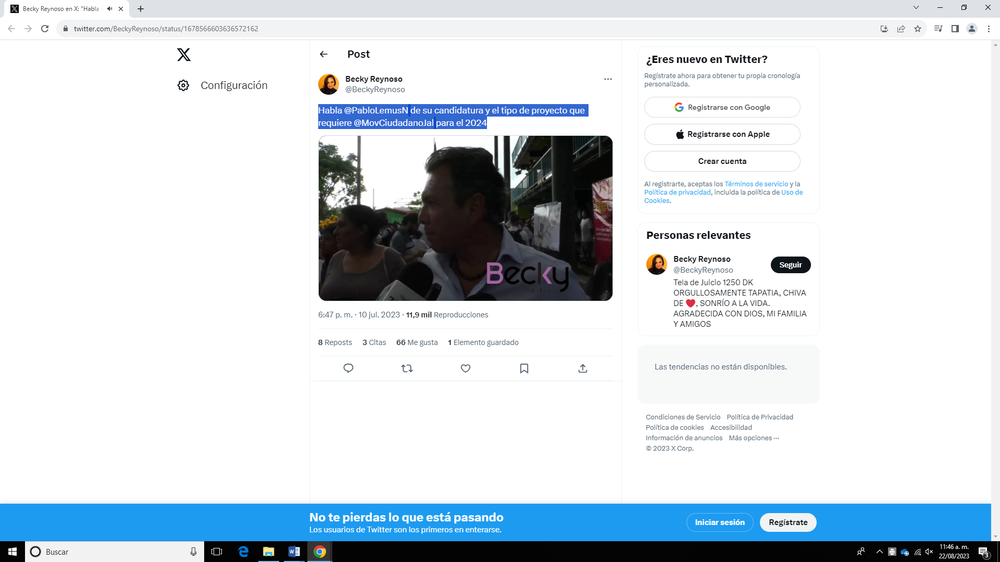 Becky Reynoso en X: "Habla
twitter.com/BeckyReynoso/status/1678566603636572162
Configuración
Post
Becky Reynoso
@BeckyReynoso
Habla @PabloLemusN de su candidatura y el tipo de proyecto que
requiere @MovCiudadanoJal para el 2024
Becky
6:47 p. m. · 10 jul. 2023 · 11,9 mil Reproducciones
8 Reposts 3 Citas 66 Me gusta 1 Elemento guardado
¿Eres nuevo en Twitter?
Regístrate ahora para obtener tu propia cronología
personalizada.
Registrarse con Google
Registrarse con Apple
Crear cuenta
Al registrarte, aceptas los Términos de servicio y la
Política de privacidad, incluida la política de Uso de
Cookies.
Personas relevantes
Becky Reynoso
@BeckyReynoso
Seguir
Tela de Juicio 1250 DK
ORGULLOSAMENTE TAPATIA, CHIVA
DE ❤️, SONRÍO A LA VIDA.
AGRADECIDA CON DIOS, MI FAMILIA
Y AMIGOS
Las tendencias no están disponibles.
Condiciones de Servicio Política de Privacidad
Política de cookies Accesibilidad
Información de anuncios Más opciones ···
© 2023 X Corp.
No te pierdas lo que está pasando
Los usuarios de Twitter son los primeros en enterarse.
Iniciar sesión
Regístrate
Buscar
11:46 a. m.
22/08/2023
3